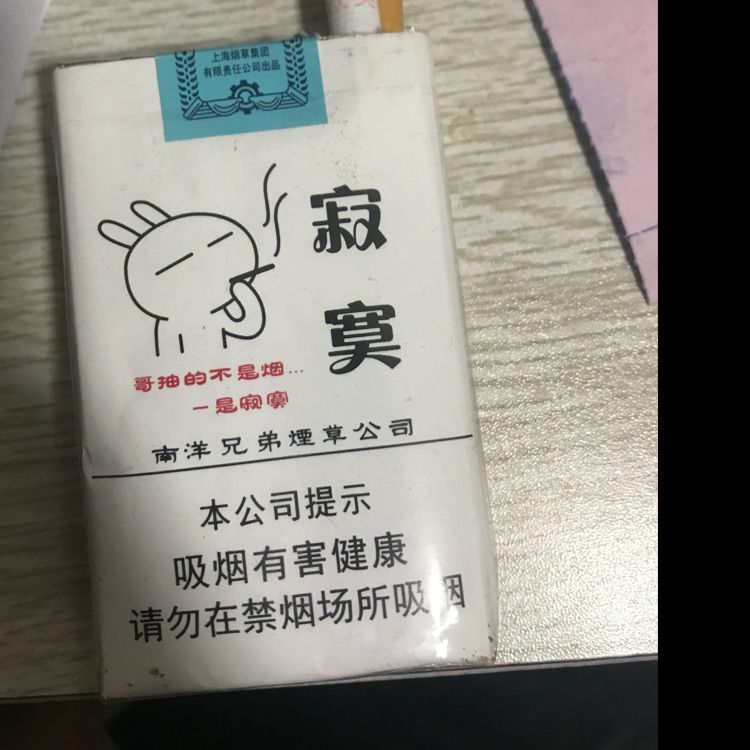 上海烟草集团
有限责任公司出品
寂
寞
哥抽的不是烟...
一是寂寞
南洋兄弟煙草公司
本公司提示
吸烟有害健康
请勿在禁烟场所吸烟